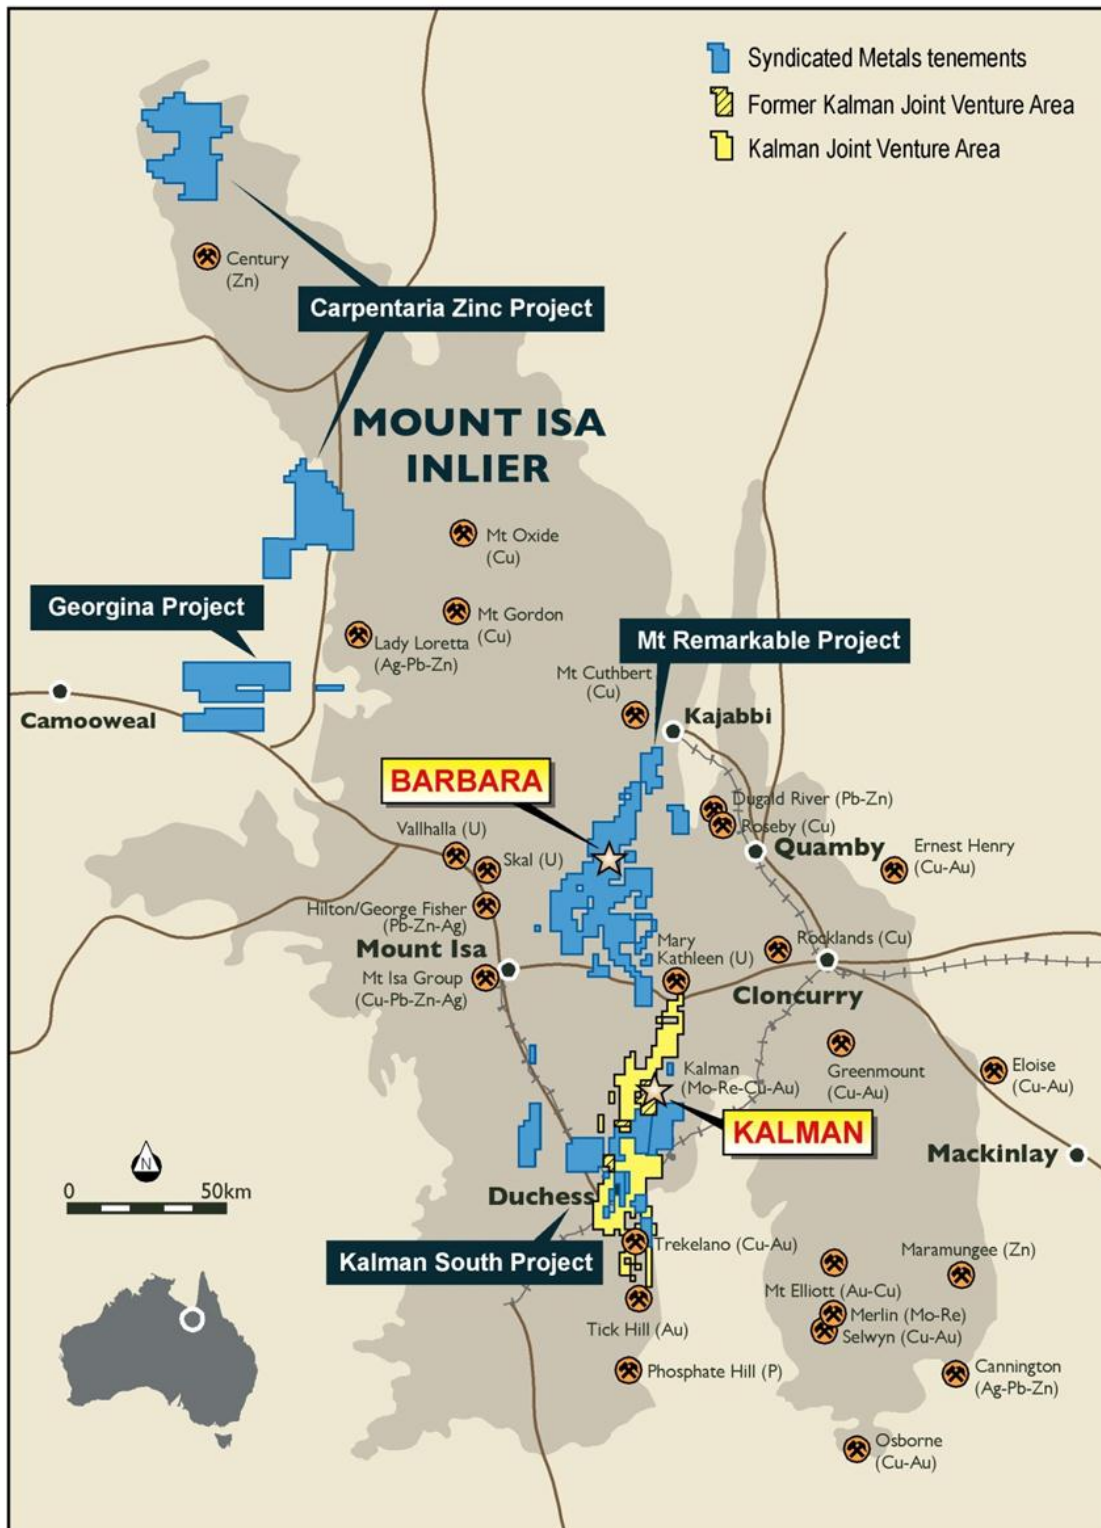 Syndicated Metals tenements
Former Kalman Joint Venture Area
Kalman Joint Venture Area
Century
(Zn)
Carpentaria Zinc Project
MOUNT ISA
INLIER
Mt Oxide
(Cu)
Georgina Project
Mt Gordon
(Cu)
Lady Loretta
(Ag-Pb-Zn)
Mt Remarkable Project
Mt Cuthbert
(Cu)
Camooweal
Kajabbi
BARBARA
Dugald River (Pb-Zn)
Roseby (Cu)
Vallhalla (U)
Skal (U)
Quamby
Ernest Henry
(Cu-Au)
Hilton/George Fisher
(Pb-Zn-Ag)
Mount Isa
Mary
Kathleen (U)
Rocklands (Cu)
Mt Isa Group
(Cu-Pb-Zn-Ag)
Cloncurry
Kalman
(Mo-Re-Cu-Au)
Greenmount
(Cu-Au)
Eloise
(Cu-Au)
KALMAN
Mackinlay
N
0 50km
Duchess
Kalman South Project
Trekelano (Cu-Au)
Maramungee (Zn)
Mt Elliott (Au-Cu)
Merlin (Mo-Re)
Selwyn (Cu-Au)
Tick Hill (Au)
Phosphate Hill (P)
Cannington
(Ag-Pb-Zn)
Osborne
(Cu-Au)